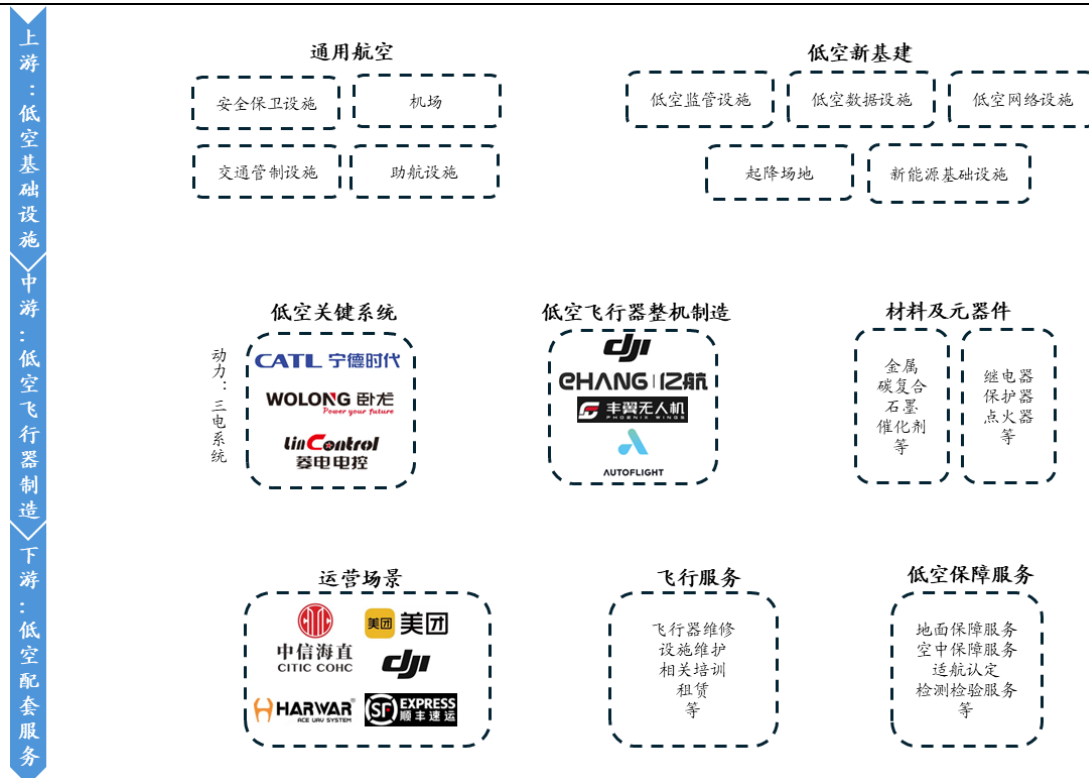 上游：低空基础设施
通用航空
低空新基建
安全保卫设施
机场
低空监管设施
低空数据设施
低空网络设施
交通管制设施
助航设施
起降场地
新能源基础设施
中游：低空飞行器制造
低空关键系统
低空飞行器整机制造
材料及元器件
动力：三电系统
CATL 宁德时代
WOLONG 卧龙
Power your future
linControl
菱电电控
dji
EHANG 亿航
丰翼无人机
PHOENIX WINGS
AUTOFLIGHT
金属
碳复合
石墨
催化剂
等
继电器
保护器
点火器
等
下游：低空配套服务
运营场景
飞行服务
低空保障服务
中信海直
CITIC COHC
美团 美团
dji
HARWAR®
ACE UAV SYSTEM
SF EXPRESS
顺丰速运
飞行器维修
设施维护
相关培训
租赁
等
地面保障服务
空中保障服务
适航认定
检测检验服务
等